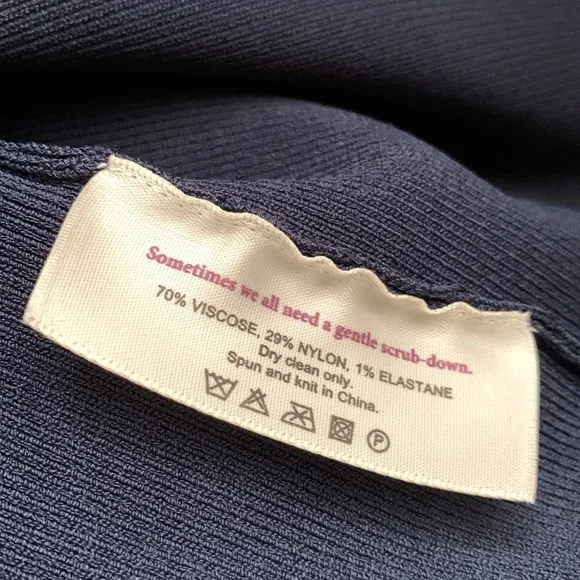 Sometimes we all need a gentle scrub-down.
70% VISCOSE, 29% NYLON, 1% ELASTANE
Dry clean only.
Spun and knit in China.
P